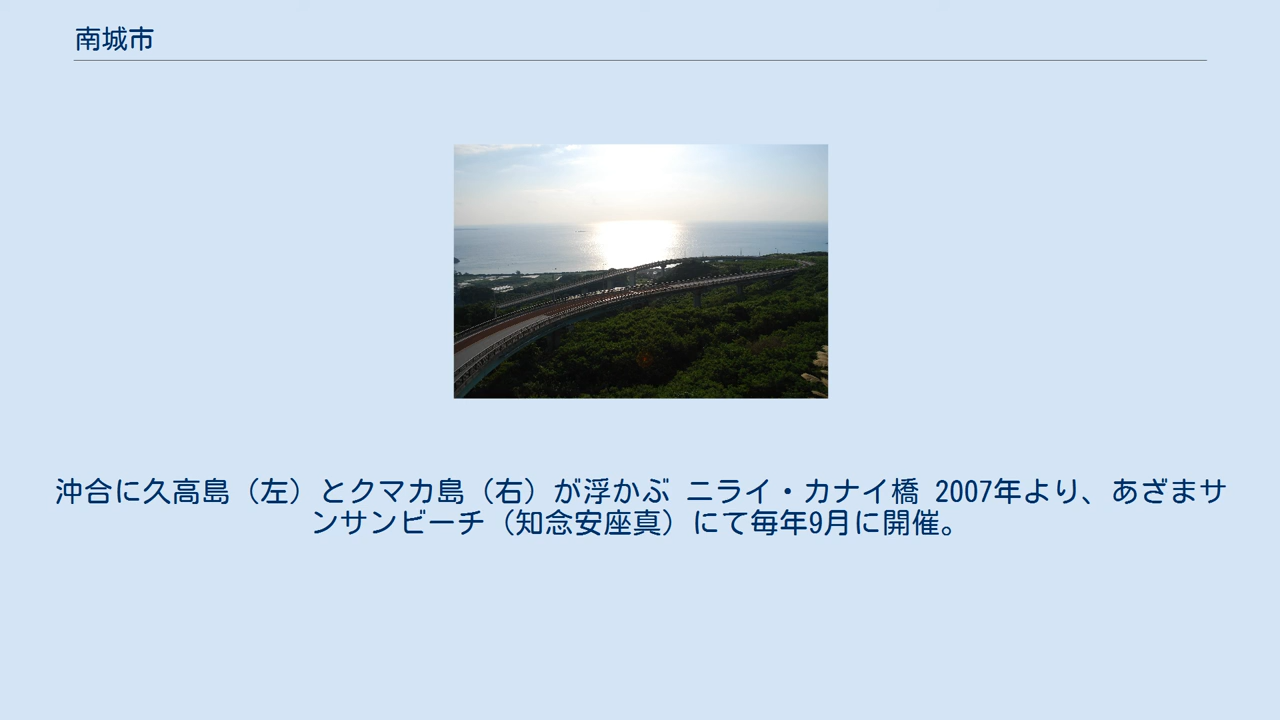 南城市
沖合に久高島（左）とクマカ島（右）が浮かぶ ニライ・カナイ橋 2007年より、あざまサ
ンサンビーチ（知念安座真）にて毎年9月に開催。